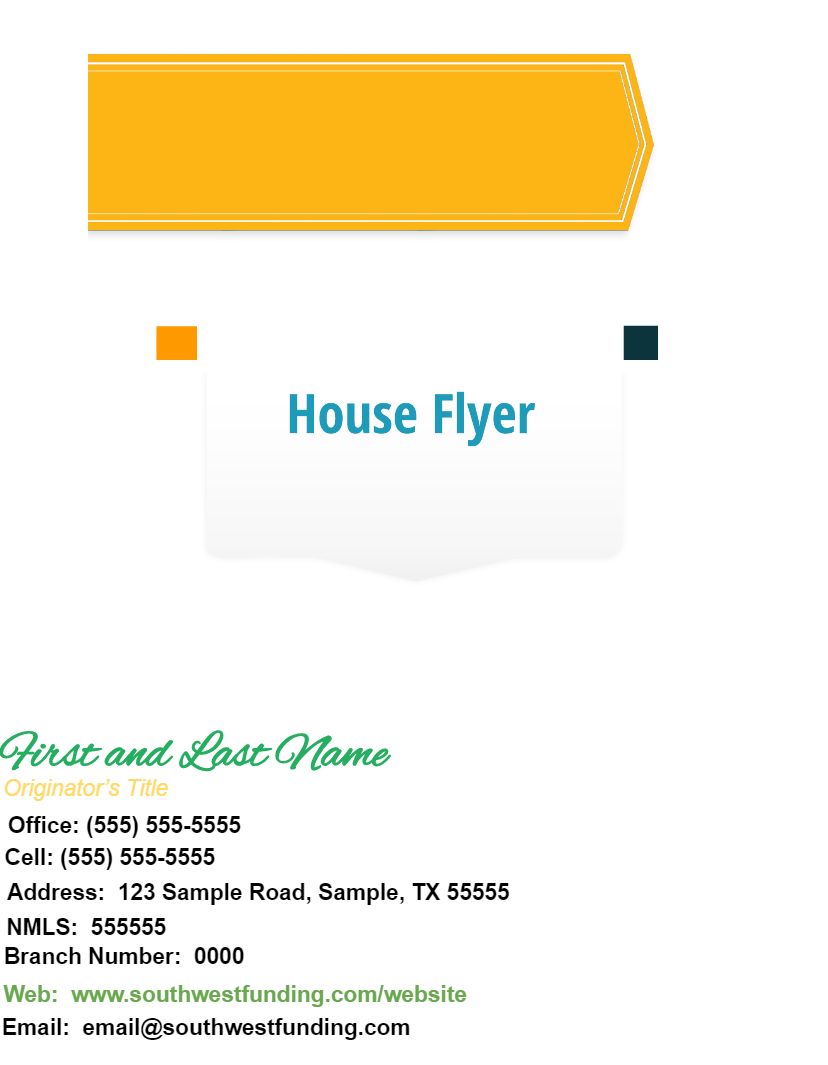 House Flyer
First and Last Name
Originator’s Title
Office: (555) 555-5555
Cell: (555) 555-5555
Address:  123 Sample Road, Sample, TX 55555
NMLS:  555555
Branch Number:  0000
Web:  www.southwestfunding.com/website
Email:  email@southwestfunding.com